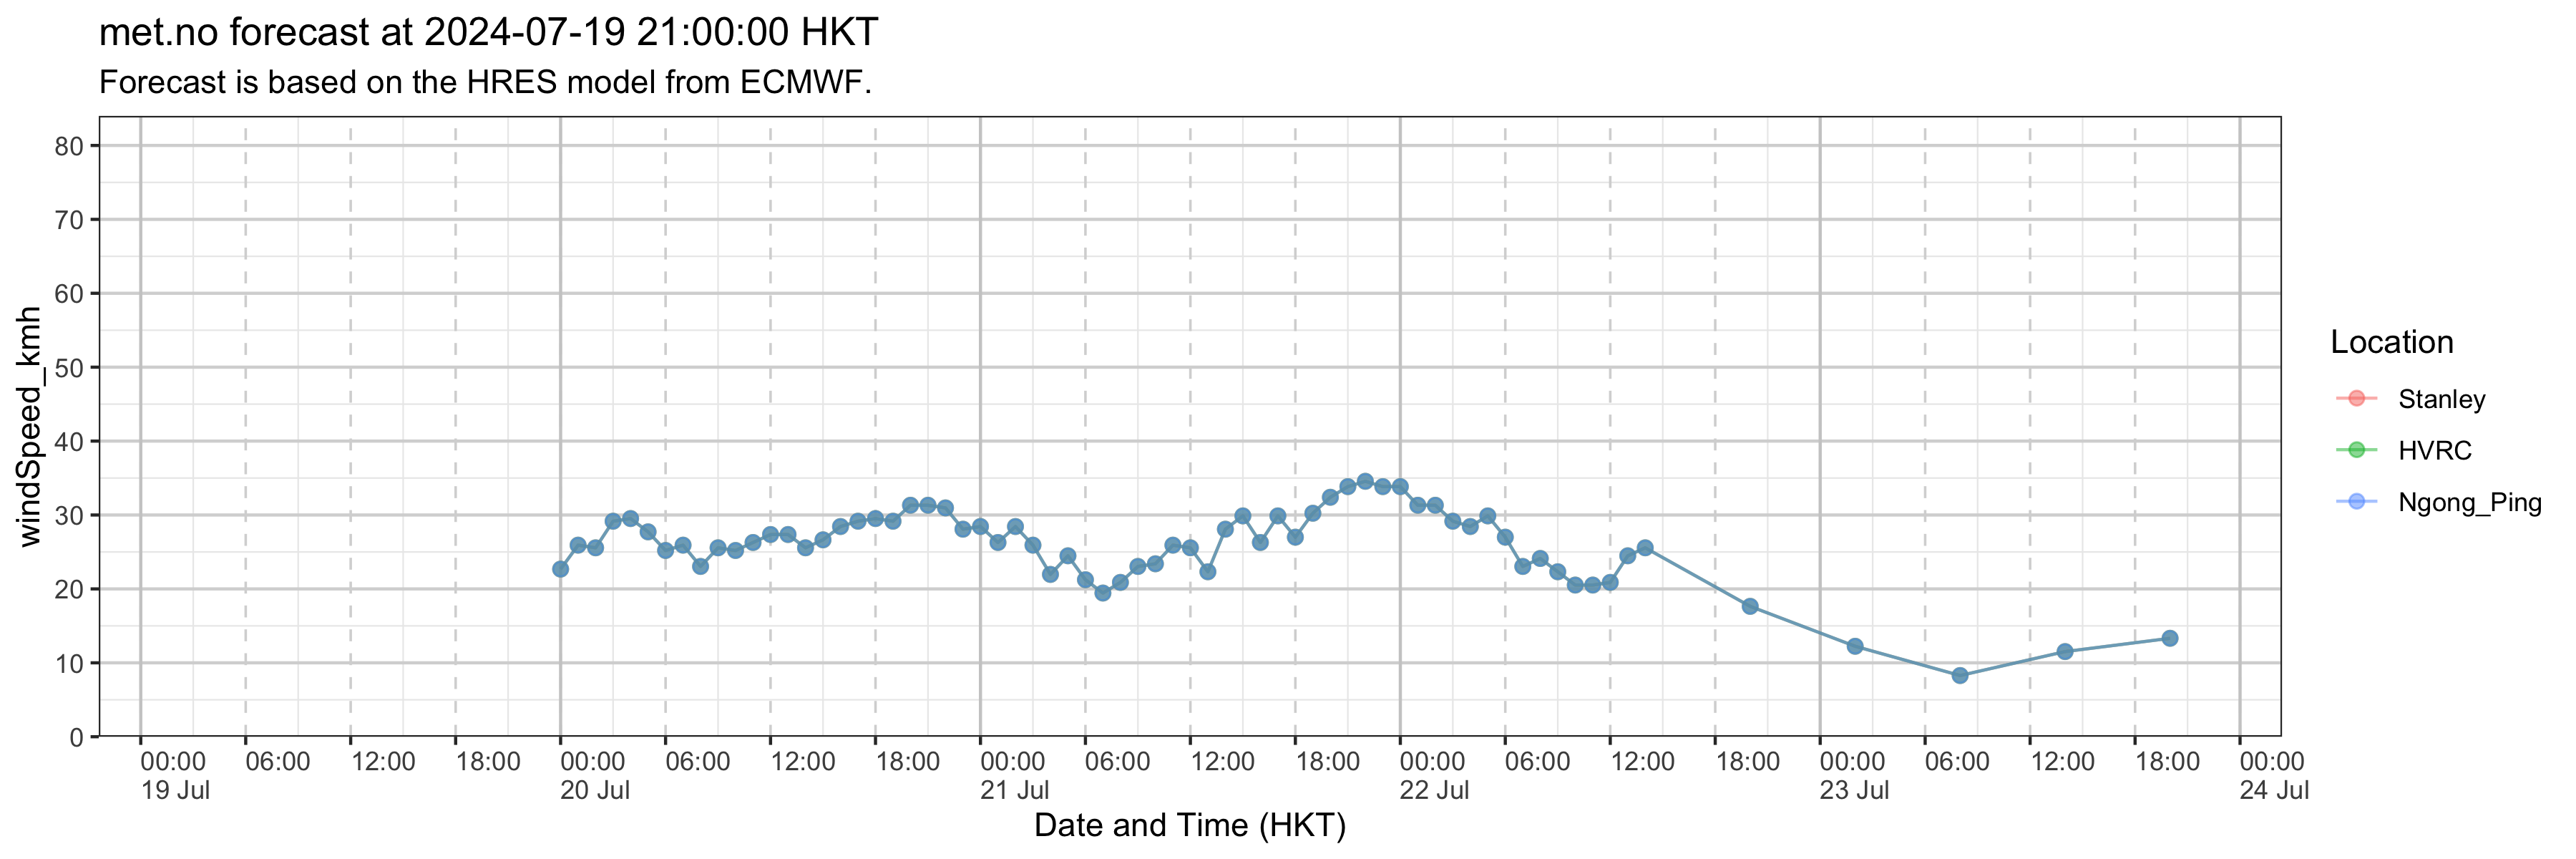 met.no forecast at 2024-07-19 21:00:00 HKT
Forecast is based on the HRES model from ECMWF.
windSpeed_kmh
80
70
60
50
40
30
20
10
0
00:00 06:00 12:00 18:00 00:00 06:00 12:00 18:00 00:00 06:00 12:00 18:00 00:00 06:00 12:00 18:00 00:00 06:00 12:00 18:00 00:00
19 Jul 20 Jul 21 Jul 22 Jul 23 Jul 24 Jul
Date and Time (HKT)
Location
Stanley
HVRC
Ngong_Ping